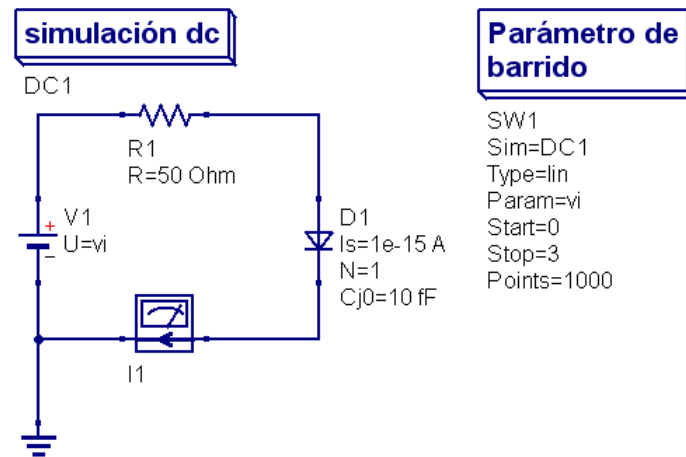 simulación dc
DC1
R1
R=50 Ohm
V1
U=vi
D1
Is=1e-15 A
N=1
Cj0=10 fF
I1
Parámetro de
barrido
SW1
Sim=DC1
Type=lin
Param=vi
Start=0
Stop=3
Points=1000